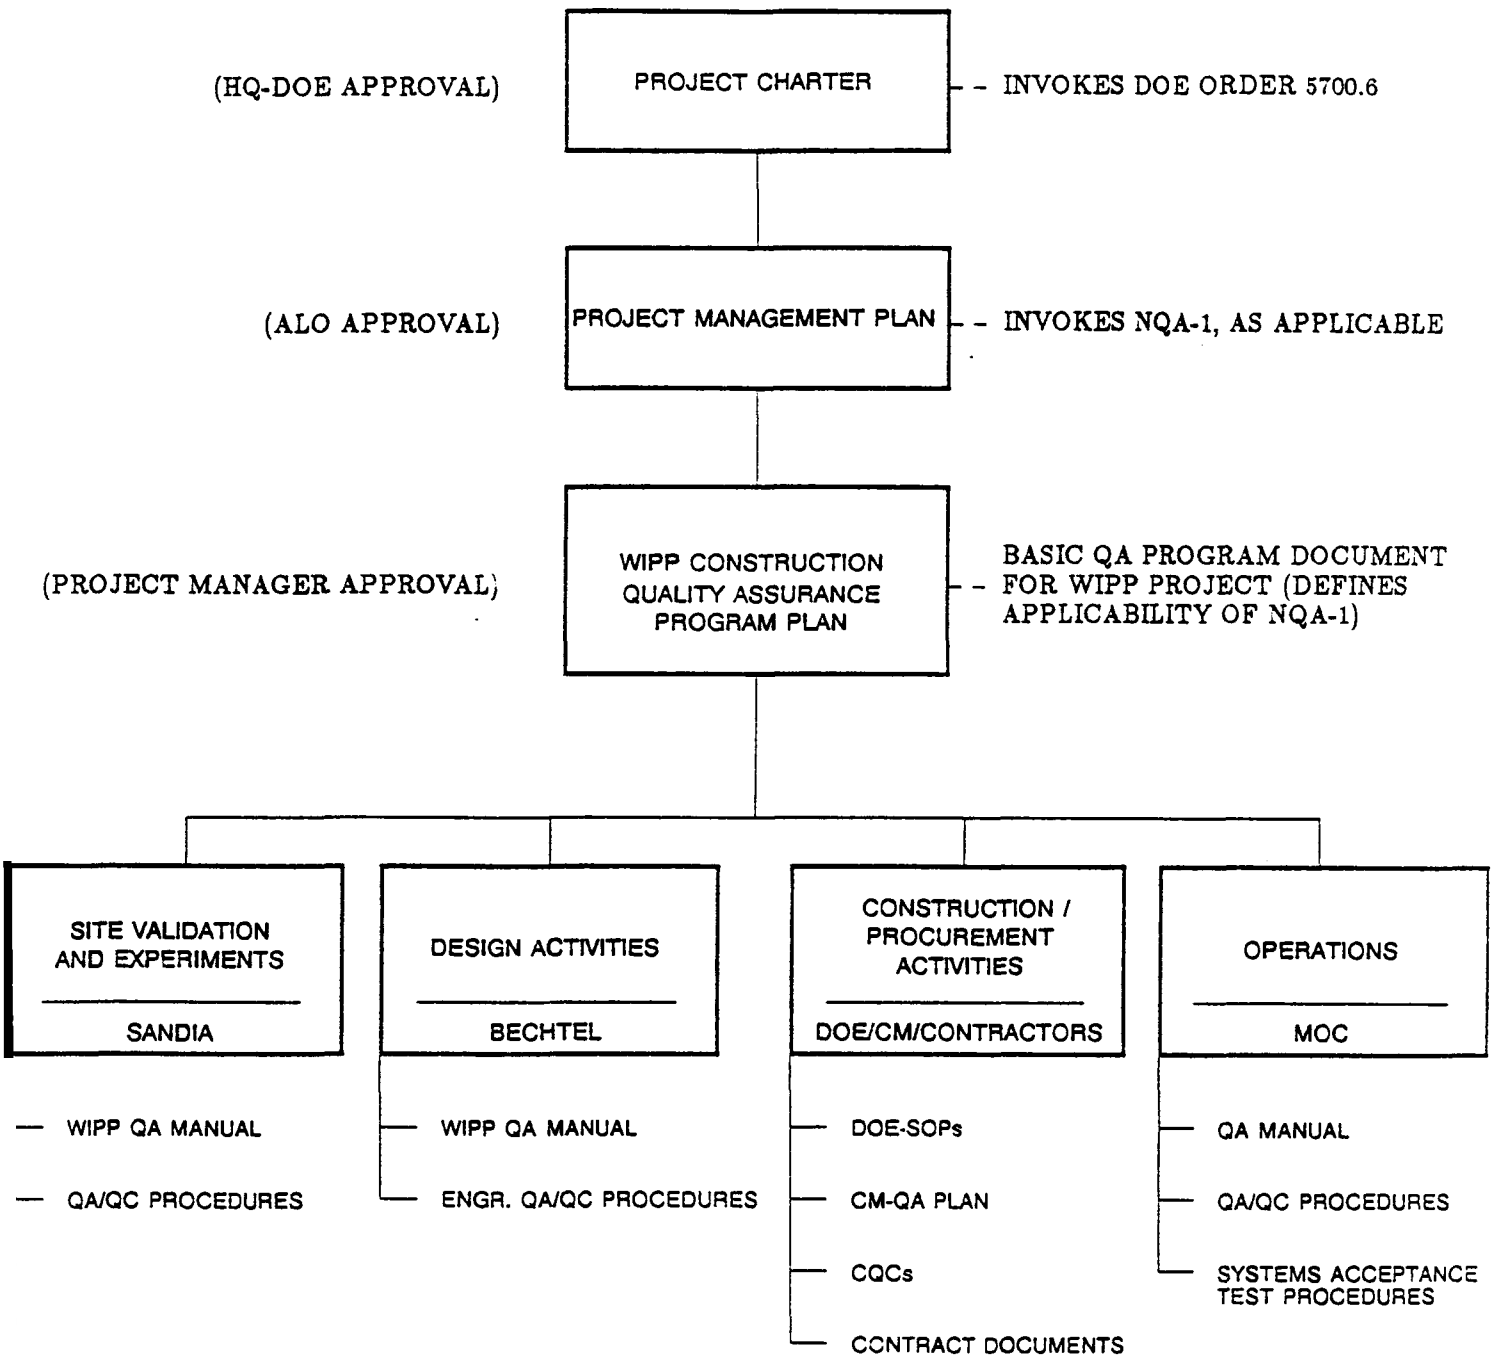 (HQ-DOE APPROVAL)
PROJECT CHARTER
INVOKES DOE ORDER 5700.6
(ALO APPROVAL)
PROJECT MANAGEMENT PLAN
INVOKES NQA-1, AS APPLICABLE
(PROJECT MANAGER APPROVAL)
WIPP CONSTRUCTION
QUALITY ASSURANCE
PROGRAM PLAN
BASIC QA PROGRAM DOCUMENT
FOR WIPP PROJECT (DEFINES
APPLICABILITY OF NQA-1)
SITE VALIDATION
AND EXPERIMENTS
SANDIA
— WIPP QA MANUAL
— QA/QC PROCEDURES
DESIGN ACTIVITIES
BECHTEL
WIPP QA MANUAL
ENGR. QA/QC PROCEDURES
CONSTRUCTION /
PROCUREMENT
ACTIVITIES
DOE/CM/CONTRACTORS
DOE-SOPs
CM-QA PLAN
CQCs
CONTRACT DOCUMENTS
OPERATIONS
MOC
QA MANUAL
QA/QC PROCEDURES
SYSTEMS ACCEPTANCE
TEST PROCEDURES